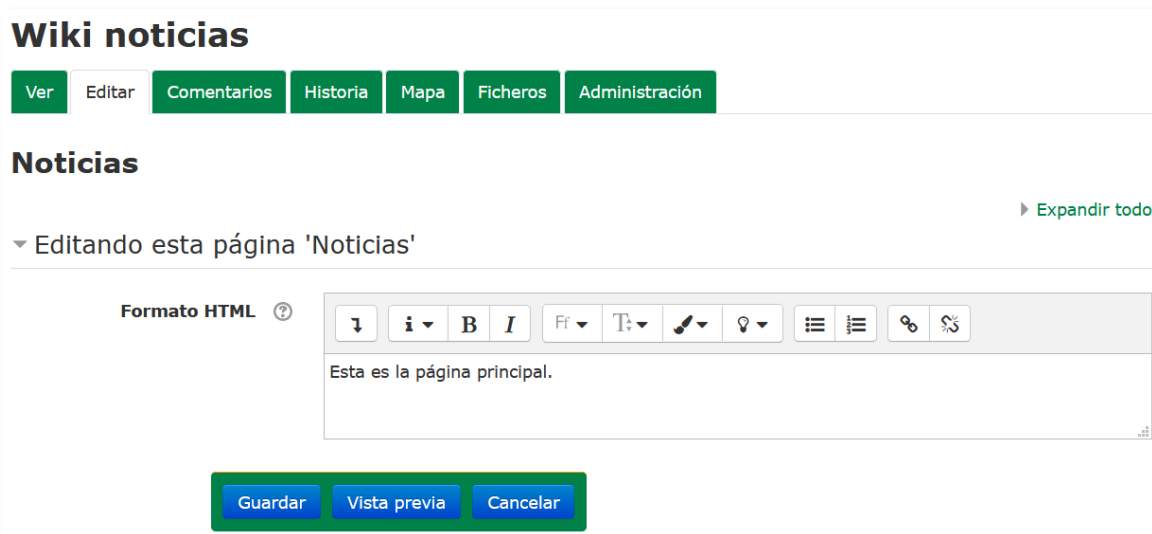 Wiki noticias
Ver Editar Comentarios Historia Mapa Ficheros Administración
Noticias
Expandir todo
Editando esta página 'Noticias'
Formato HTML ?
i B I Ff T
Esta es la página principal.
Guardar Vista previa Cancelar